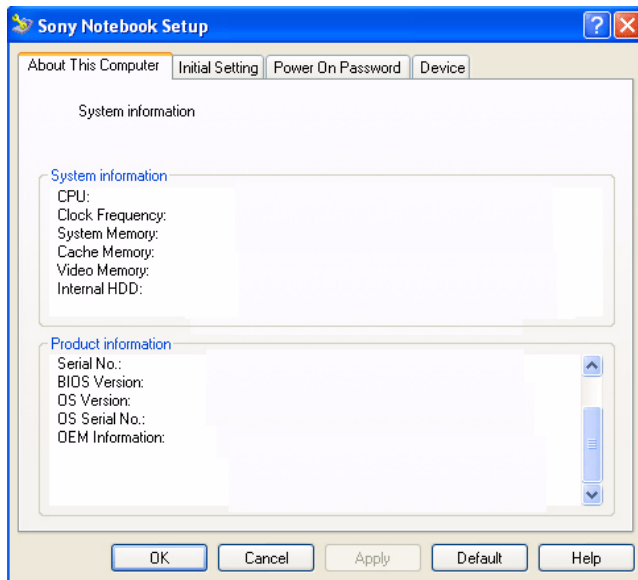 Sony Notebook Setup
About This Computer Initial Setting Power On Password Device
System information
System information
CPU:
Clock Frequency:
System Memory:
Cache Memory:
Video Memory:
Internal HDD:
Product information
Serial No.:
BIOS Version:
OS Version:
OS Serial No.:
OEM Information:
OK Cancel Apply Default Help